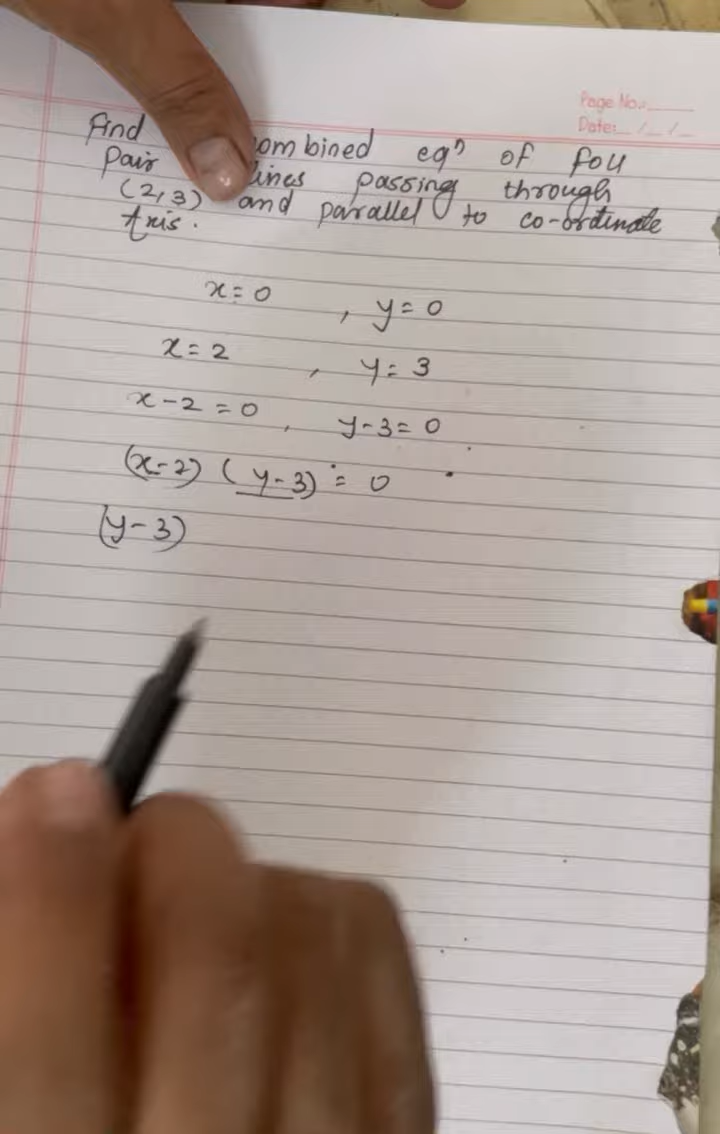 Page No.:
Date: / /
Find ombined eqⁿ of foll
Pair lines passing through
(2,3) and parallel to co-ordinate
Axis.
x=0 , y=0
x=2 , y=3
x-2=0 , y-3=0
(x-2) (y-3) = 0
(y-3)